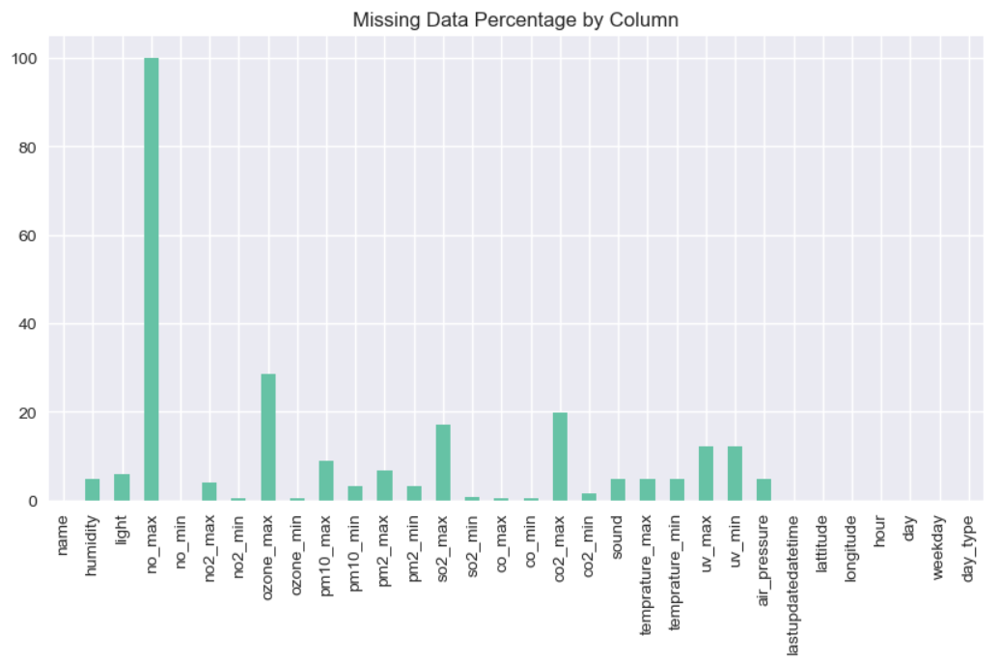 Missing Data Percentage by Column
100
80
60
40
20
0
name
humidity
light
no_max
no_min
no2_max
no2_min
ozone_max
ozone_min
pm10_max
pm10_min
pm2_max
pm2_min
so2_max
so2_min
co_max
co_min
co2_max
co2_min
sound
temprature_max
temprature_min
uv_max
uv_min
air_pressure
lastupdatedatetime
lattitude
longitude
hour
day
weekday
day_type